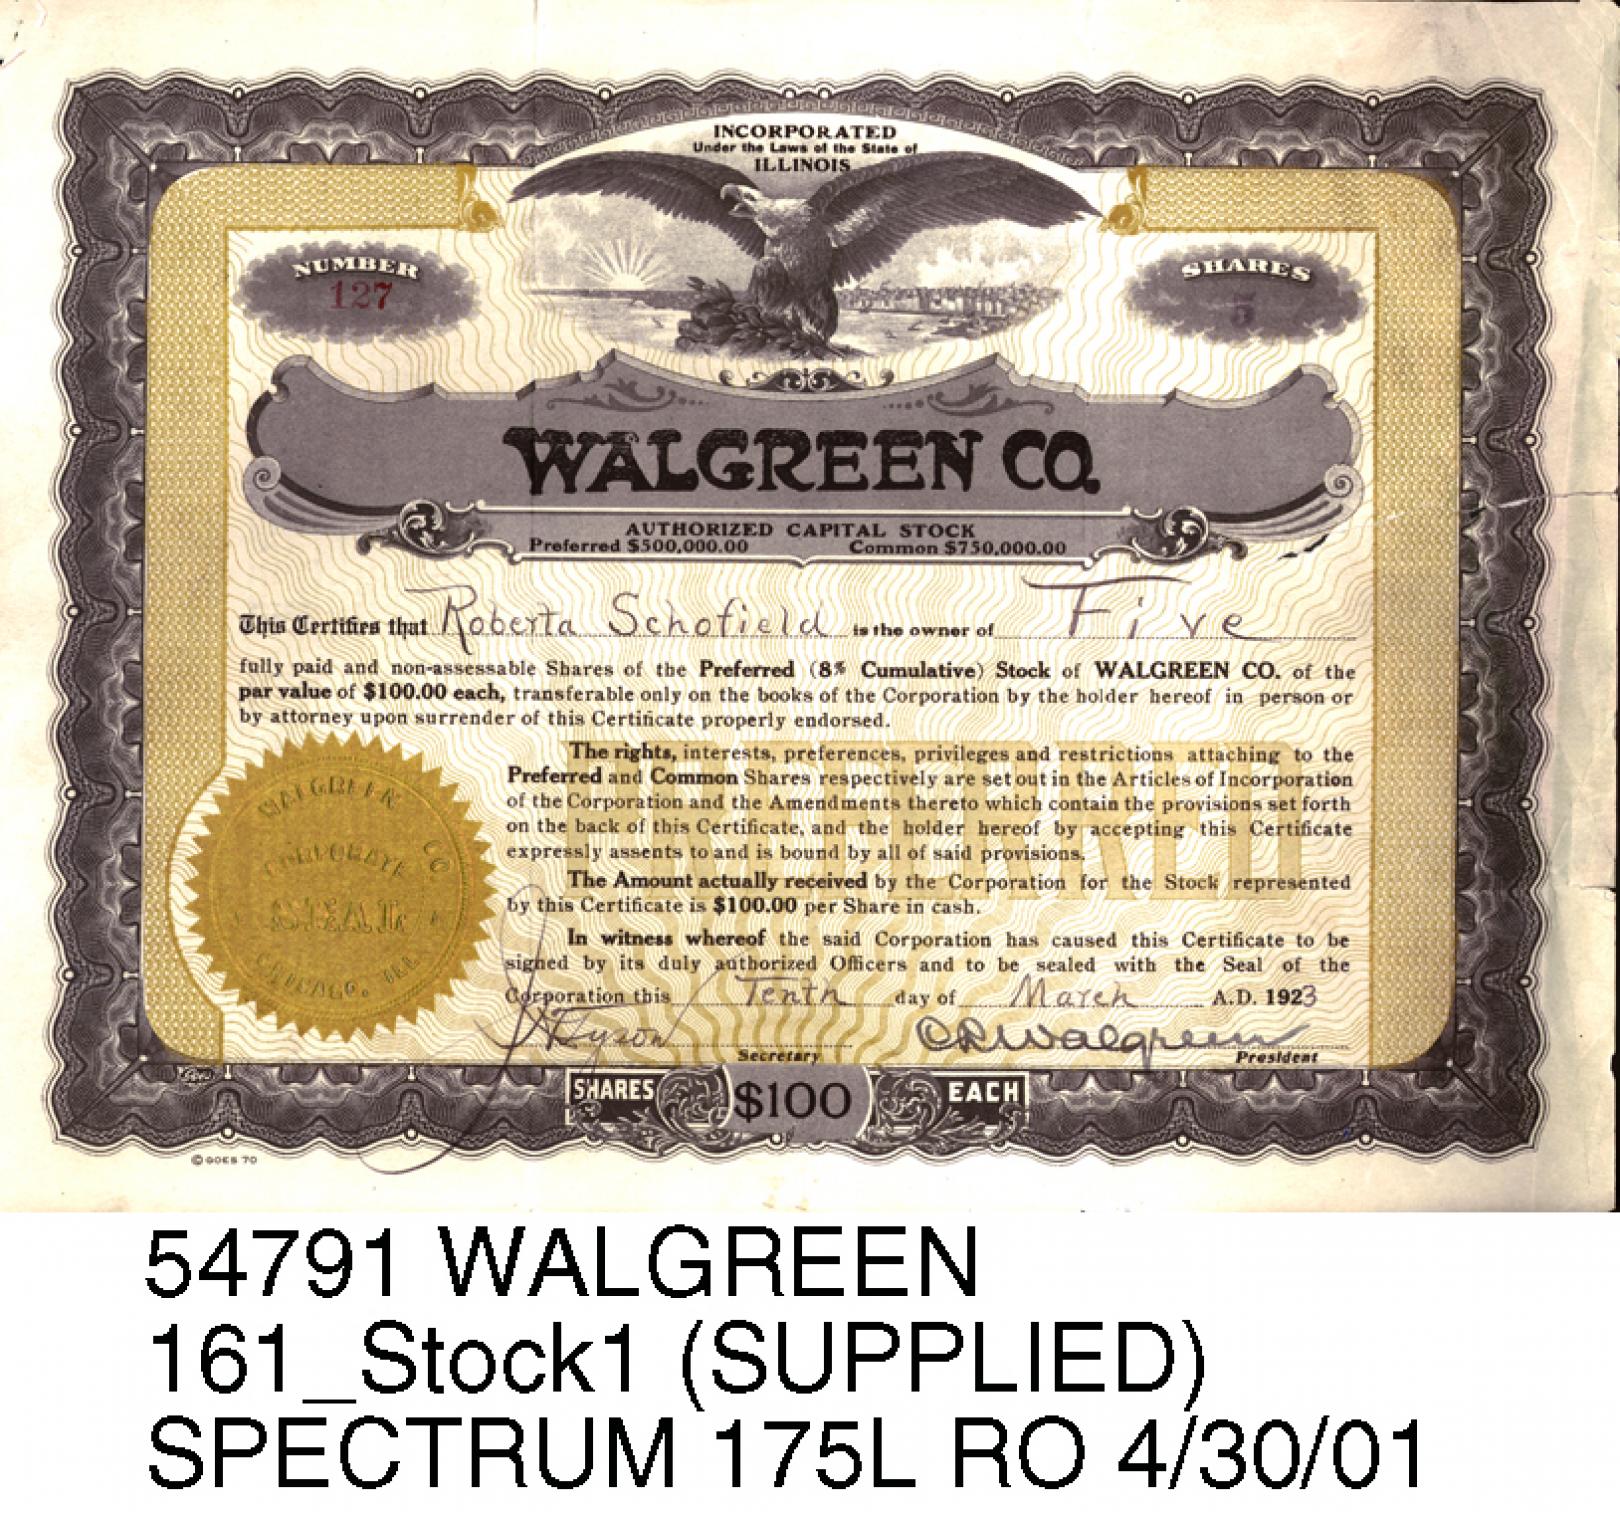 INCORPORATED
Under the Laws of the State of
ILLINOIS
NUMBER
127
SHARES
5
WALGREEN CO.
AUTHORIZED CAPITAL STOCK
Preferred $500,000.00 Common $750,000.00
This Certifies that Roberta Schofield is the owner of Five
fully paid and non-assessable Shares of the Preferred (8% Cumulative) Stock of WALGREEN CO. of the
par value of $100.00 each, transferable only on the books of the Corporation by the holder hereof in person or
by attorney upon surrender of this Certificate properly endorsed.
PREFERRED
The rights, interests, preferences, privileges and restrictions attaching to the
Preferred and Common Shares respectively are set out in the Articles of Incorporation
of the Corporation and the Amendments thereto which contain the provisions set forth
on the back of this Certificate, and the holder hereof by accepting this Certificate
expressly assents to and is bound by all of said provisions.
The Amount actually received by the Corporation for the Stock represented
by this Certificate is $100.00 per Share in cash.
In witness whereof the said Corporation has caused this Certificate to be
signed by its duly authorized Officers and to be sealed with the Seal of the
Corporation this Tenth day of March A.D. 1923
WALGREEN CO
CORPORATE
SEAL
CHICAGO, ILL.
Tyson C R Walgreen
Secretary President
SHARES $100 EACH
© GOES 70
54791 WALGREEN
161_Stock1 (SUPPLIED)
SPECTRUM 175L RO 4/30/01